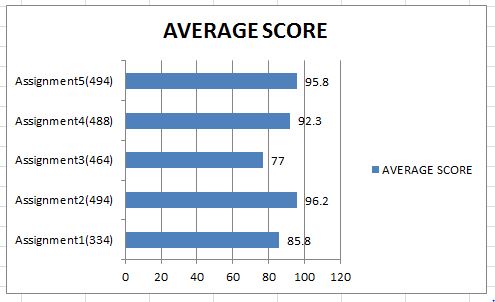 AVERAGE SCORE
Assignment5(494) 95.8
Assignment4(488) 92.3
Assignment3(464) 77
Assignment2(494) 96.2
Assignment1(334) 85.8
0 20 40 60 80 100 120
AVERAGE SCORE